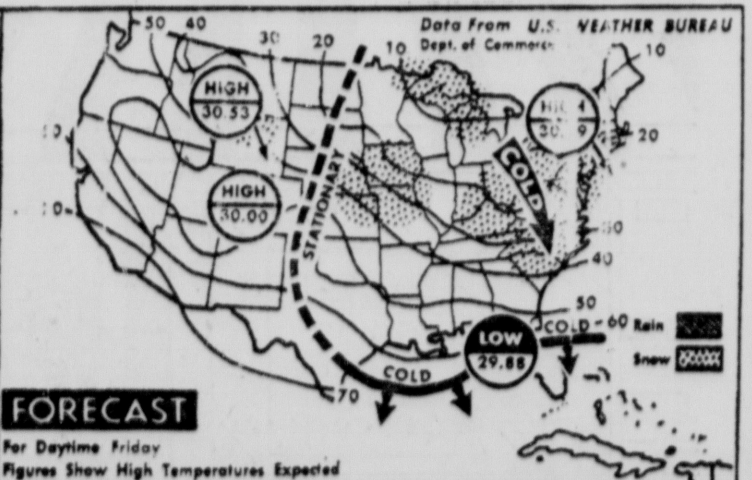 Data From U.S. WEATHER BUREAU
Dept. of Commerce
50 40 30 20 10 10
HIGH
30.53
20
HIGH
30.00
COLD
STATIONARY
40
50
COLD 60
Rain
LOW
29.88
Snow
COLD
70
FORECAST
For Daytime Friday
Figures Show High Temperatures Expected